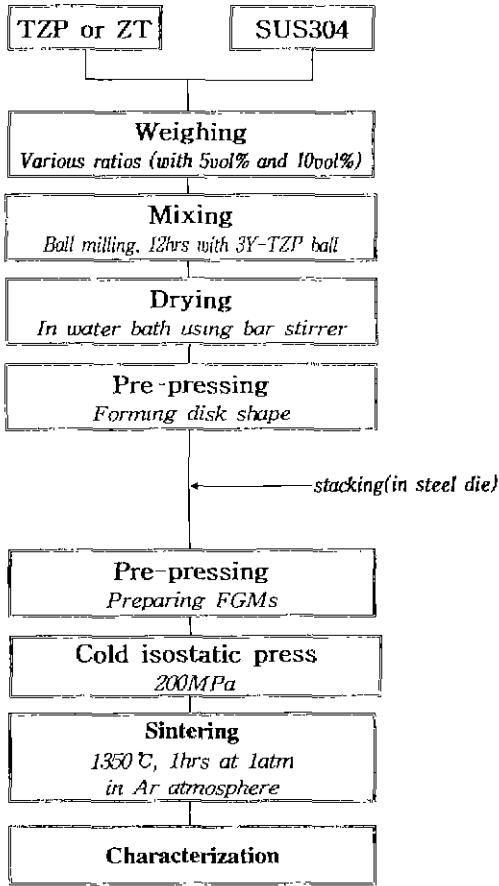 TZP or ZT
SUS304
Weighing
Various ratios (with 5vol% and 10vol%)
Mixing
Ball milling, 12hrs with 3Y-TZP ball
Drying
In water bath using bar stirrer
Pre-pressing
Forming disk shape
stacking(in steel die)
Pre-pressing
Preparing FGMs
Cold isostatic press
200MPa
Sintering
1350℃, 1hrs at 1atm
in Ar atmosphere
Characterization